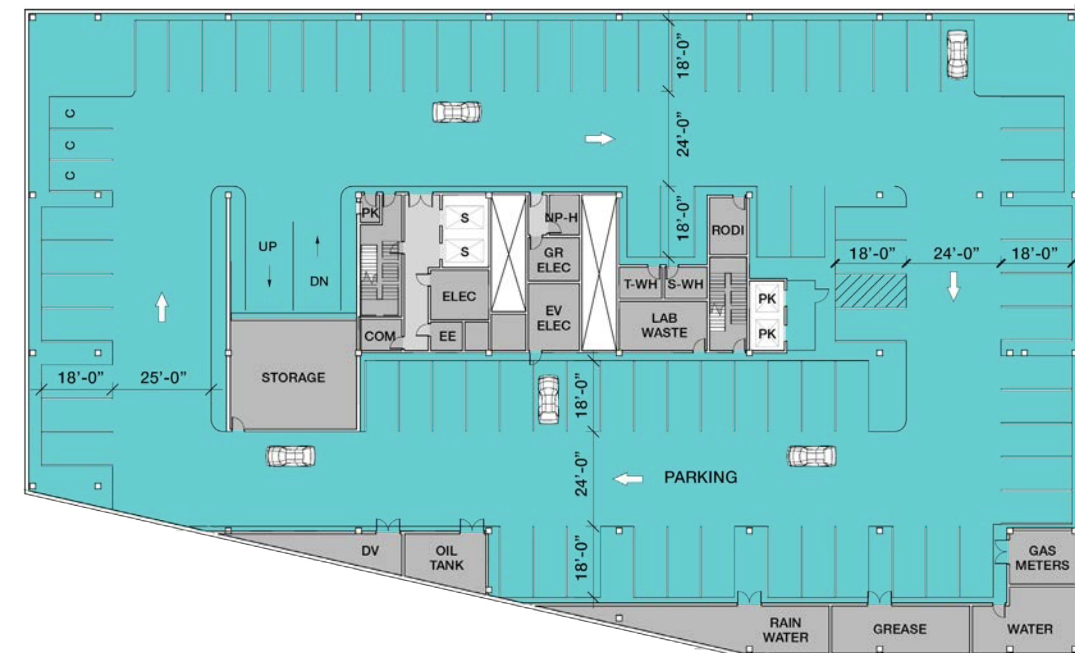 18'-0"
C
C
C
24'-0"
18'-0"
PK
S
S
NP-H
RODI
UP
DN
GR
ELEC
ELEC
T-WH
S-WH
18'-0"
24'-0"
18'-0"
PK
PK
COM
EE
EV
ELEC
LAB
WASTE
STORAGE
18'-0"
25'-0"
18'-0"
24'-0"
PARKING
18'-0"
DV
OIL
TANK
GAS
METERS
RAIN
WATER
GREASE
WATER